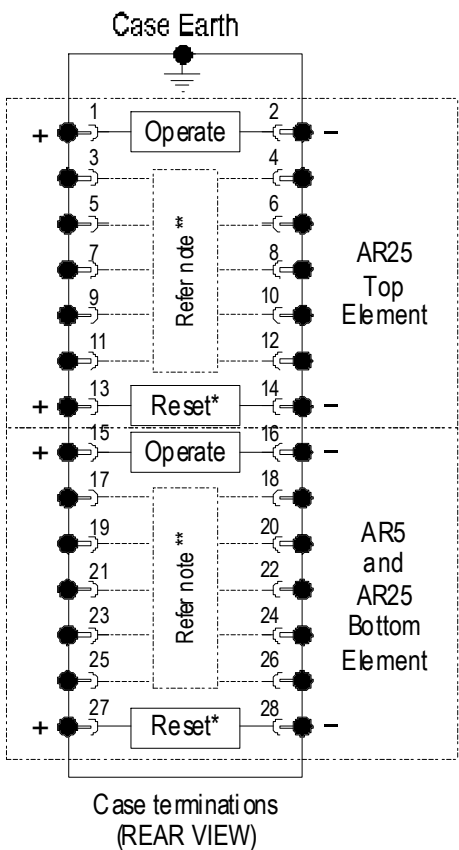 Case Earth
1 2
+ Operate −
3 4
5 6
7 8
9 10
11 12
Refer note **
AR25
Top
Element
13 14
+ Reset* −
15 16
+ Operate −
17 18
19 20
21 22
23 24
25 26
Refer note **
AR5
and
AR25
Bottom
Element
27 28
+ Reset* −
Case terminations
(REAR VIEW)